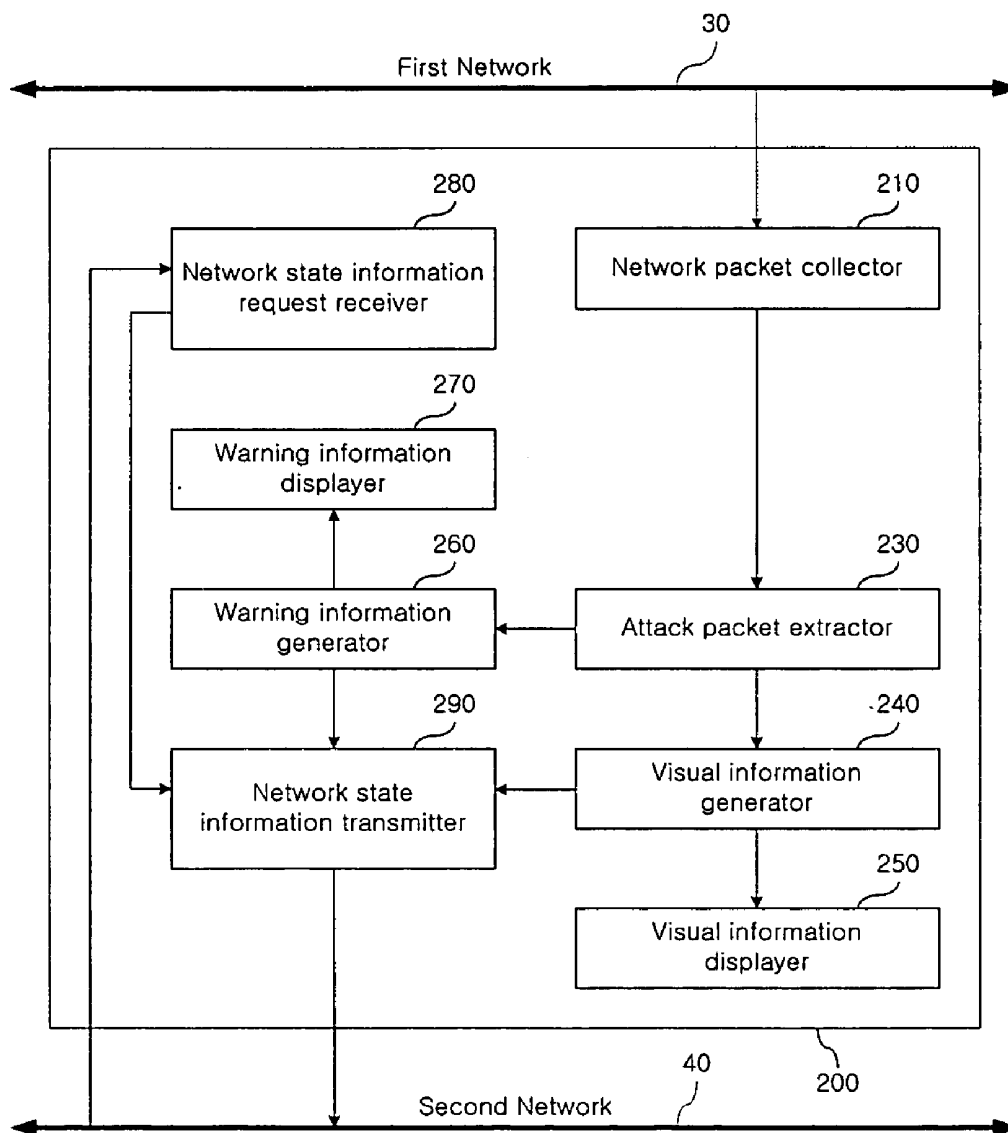 30
First Network
280
210
Network state information
request receiver
Network packet collector
270
Warning information
displayer
260
230
Warning information
generator
Attack packet extractor
290
240
Network state
information transmitter
Visual information
generator
250
Visual information
displayer
200
40
Second Network